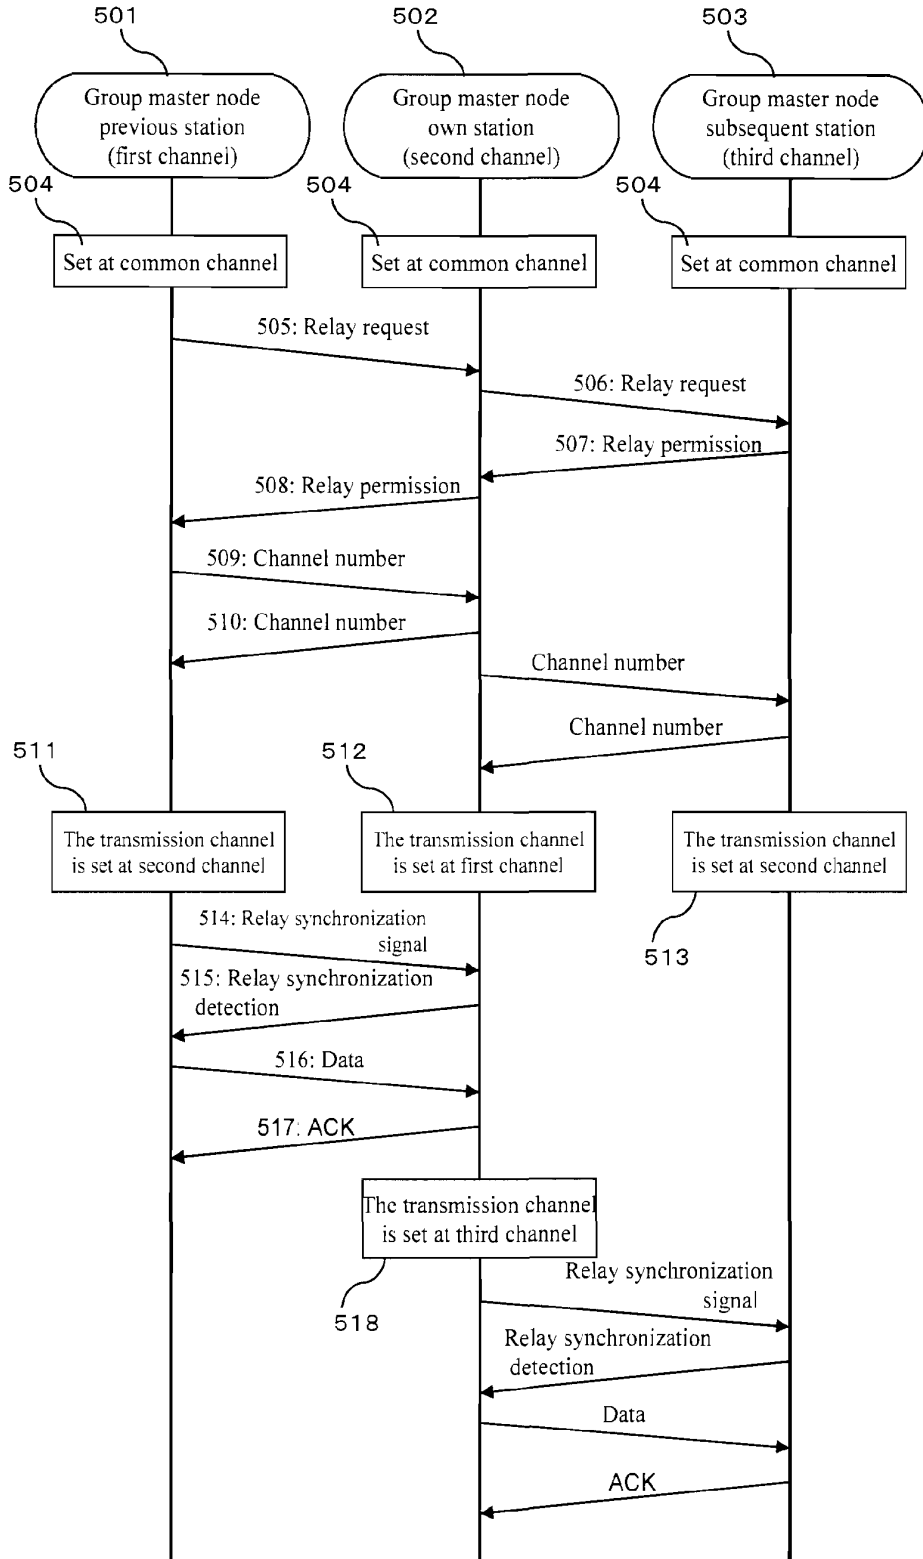 501
502
503
Group master node
previous station
(first channel)
Group master node
own station
(second channel)
Group master node
subsequent station
(third channel)
504
504
504
Set at common channel
Set at common channel
Set at common channel
505: Relay request
506: Relay request
507: Relay permission
508: Relay permission
509: Channel number
510: Channel number
Channel number
Channel number
511
512
The transmission channel
is set at second channel
The transmission channel
is set at first channel
The transmission channel
is set at second channel
513
514: Relay synchronization
signal
515: Relay synchronization
detection
516: Data
517: ACK
The transmission channel
is set at third channel
518
Relay synchronization
signal
Relay synchronization
detection
Data
ACK